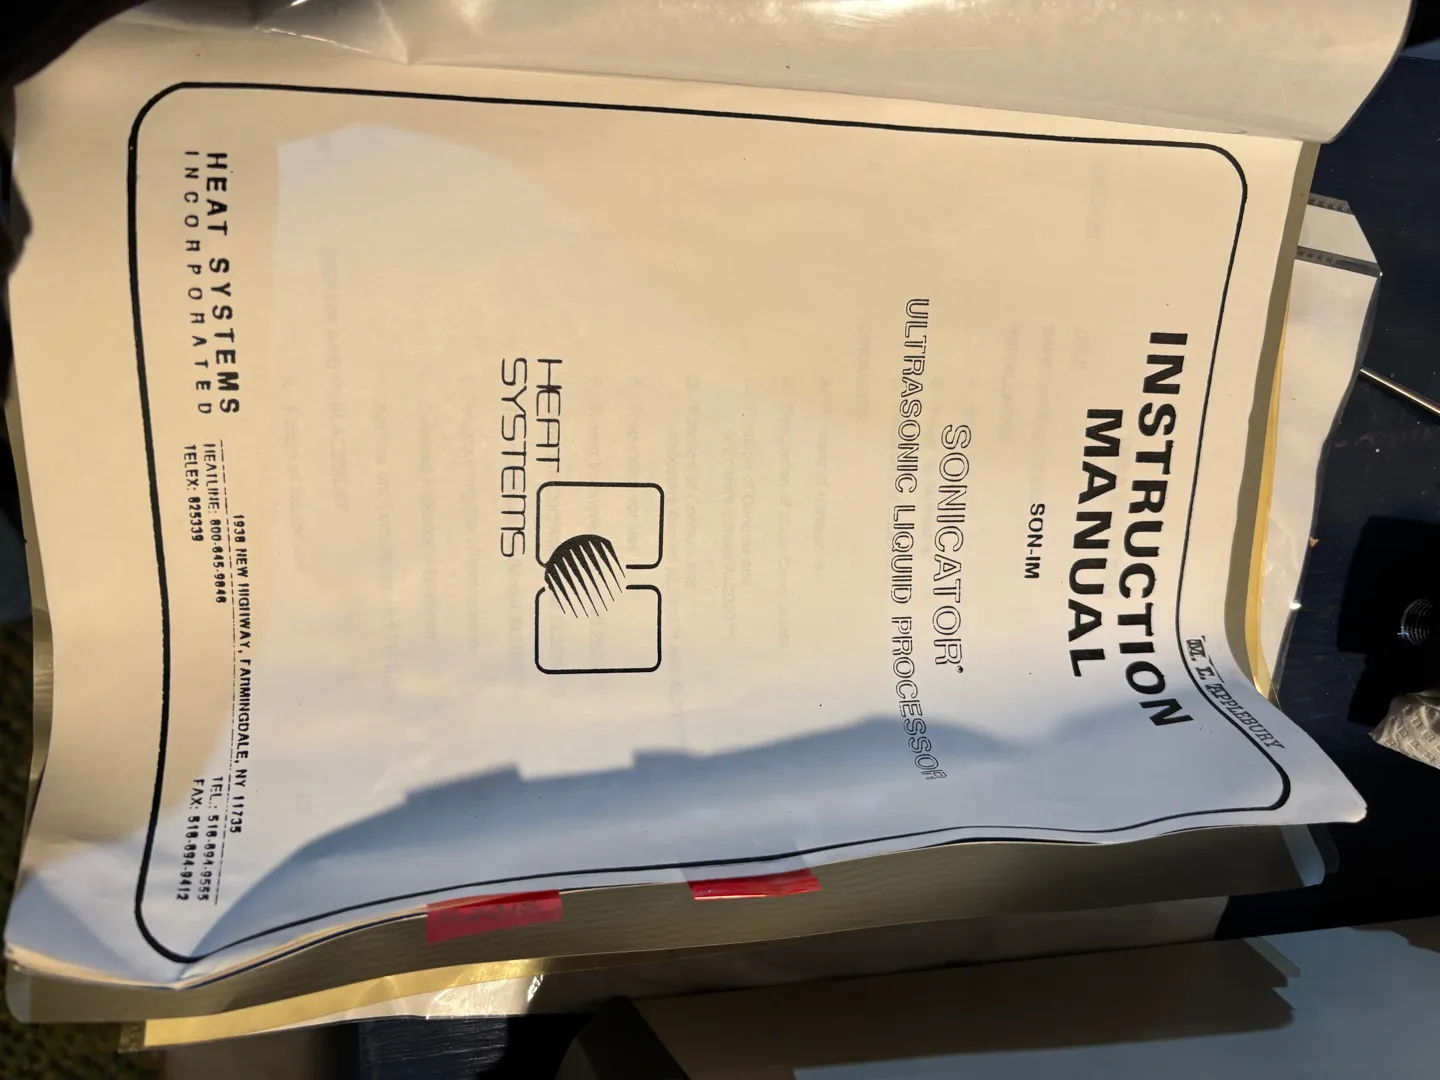 M. L. APPLEBURY
INSTRUCTION
MANUAL
SON-IM
SONICATOR®
ULTRASONIC LIQUID PROCESSOR
HEAT
SYSTEMS
HEAT SYSTEMS
INCORPORATED
1938 NEW HIGHWAY, FARMINGDALE, NY 11735
HEATLINE: 800-645-9846
TEL.: 516-694-9555
TELEX: 825339
FAX: 516-694-9412